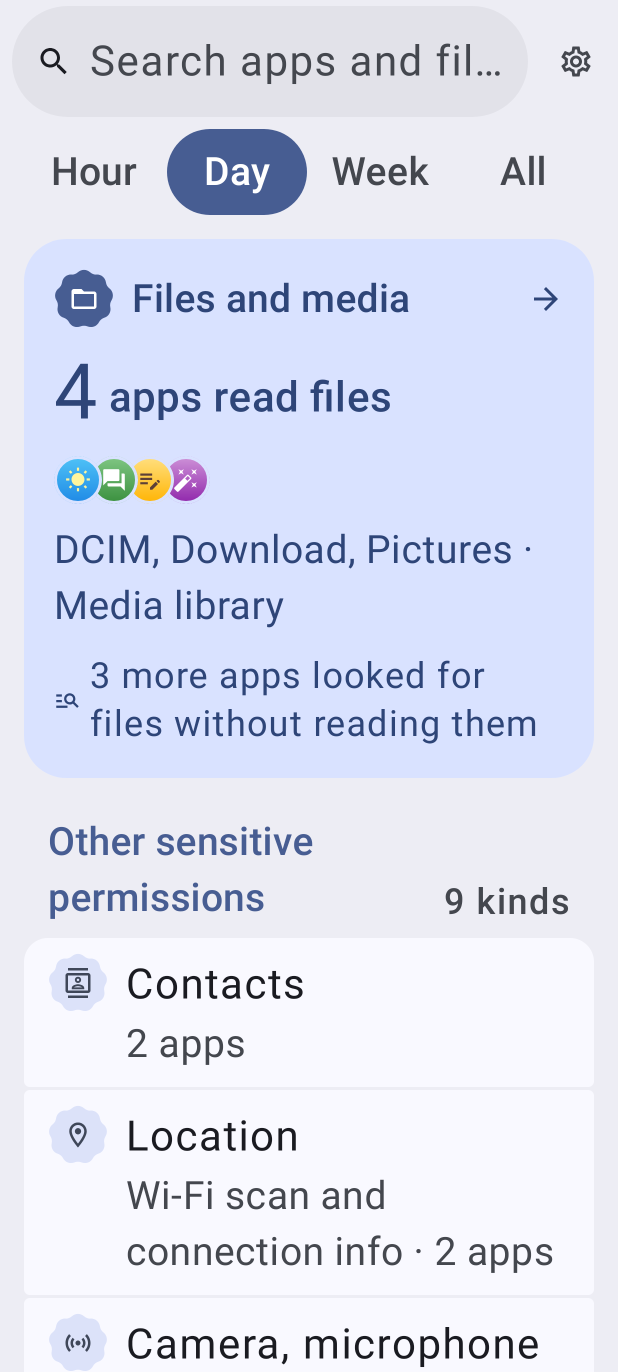 Search apps and fil...
Hour
Day
Week
All
Files and media
4 apps read files
DCIM, Download, Pictures ·
Media library
3 more apps looked for
files without reading them
Other sensitive
permissions
9 kinds
Contacts
2 apps
Location
Wi-Fi scan and
connection info · 2 apps
Camera, microphone